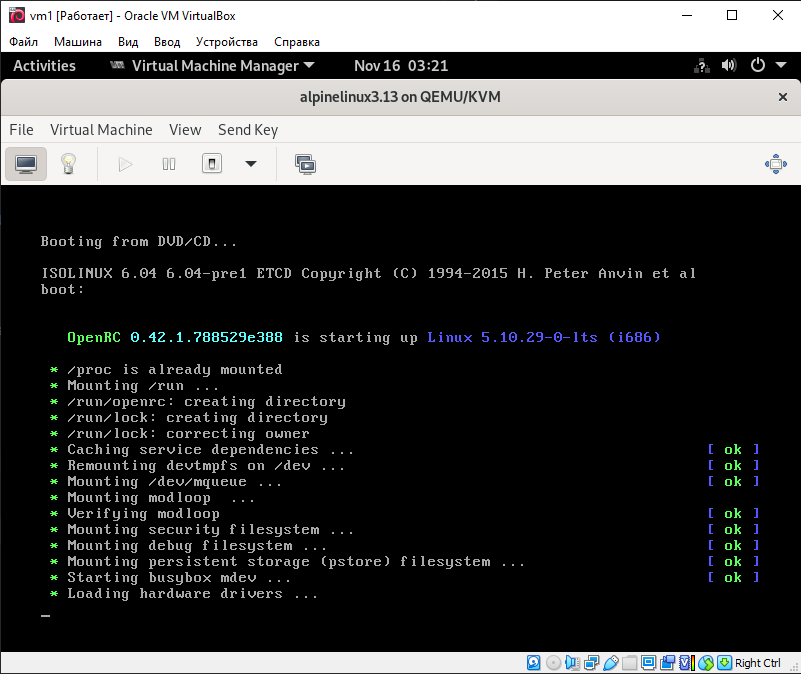 vm1 [Работает] - Oracle VM VirtualBox
Файл Машина Вид Ввод Устройства Справка
Activities Virtual Machine Manager Nov 16 03:21
alpinelinux3.13 on QEMU/KVM
File Virtual Machine View Send Key
Booting from DVD/CD...
ISOLINUX 6.04 6.04-pre1 ETCD Copyright (C) 1994-2015 H. Peter Anvin et al
boot:
OpenRC 0.42.1.788529e388 is starting up Linux 5.10.29-0-lts (i686)
* /proc is already mounted
* Mounting /run ...
* /run/openrc: creating directory
* /run/lock: creating directory
* /run/lock: correcting owner
* Caching service dependencies ... [ ok ]
* Remounting devtmpfs on /dev ... [ ok ]
* Mounting /dev/mqueue ... [ ok ]
* Mounting modloop  ...
* Verifying modloop [ ok ]
* Mounting security filesystem ... [ ok ]
* Mounting debug filesystem ... [ ok ]
* Mounting persistent storage (pstore) filesystem ... [ ok ]
* Starting busybox mdev ... [ ok ]
* Loading hardware drivers ...
Right Ctrl